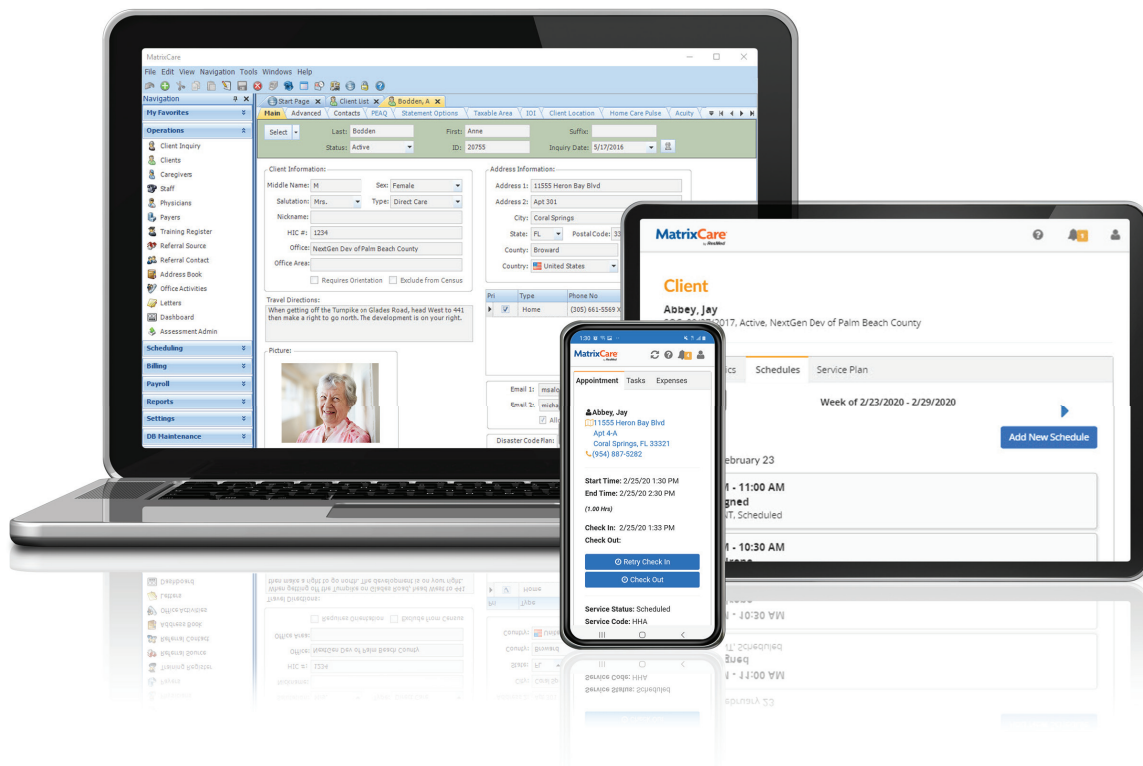 MatrixCare
File Edit View Navigation Tools Windows Help
Navigation
My Favorites
Operations
Client Inquiry
Clients
Caregivers
Staff
Physicians
Payers
Training Register
Referral Source
Referral Contact
Address Book
Office Activities
Letters
Dashboard
Assessment Admin
Scheduling
Billing
Payroll
Reports
Settings
DB Maintenance
Start Page Client List Bodden, A
Main Advanced Contacts PEAQ Statement Options Taxable Area IDI Client Location Home Care Pulse Acuity
Select Last: Bodden First: Anne Suffix:
Status: Active ID: 20755 Inquiry Date: 5/17/2016
Client Information:
Middle Name: M Sex: Female
Salutation: Mrs. Type: Direct Care
Nickname:
HIC #: 1234
Office: NextGen Dev of Palm Beach County
Office Area:
Requires Orientation Exclude from Census
Travel Directions:
When getting off the Turnpike on Glades Road, head West to 441
then make a right to go north. The development is on your right.
Picture:
Address Information:
Address 1: 11555 Heron Bay Blvd
Address 2: Apt 301
City: Coral Springs
State: FL Postal Code: 33
County: Broward
Country: United States
Pri Type Phone No
Home (305) 661-5569 X
Email 1: msalo
Email 2: micha
Disaster Code Plan:
1:30
MatrixCare
by ResMed
Appointment Tasks Expenses
Abbey, Jay
11555 Heron Bay Blvd
Apt 4-A
Coral Springs, FL 33321
(954) 887-5282
Start Time: 2/25/20 1:30 PM
End Time: 2/25/20 2:30 PM
(1.00 Hrs)
Check In: 2/25/20 1:33 PM
Check Out:
Retry Check In
Check Out
Service Status: Scheduled
Service Code: HHA
MatrixCare
by ResMed
Client
Abbey, Jay
2017, Active, NextGen Dev of Palm Beach County
ics Schedules Service Plan
Week of 2/23/2020 - 2/29/2020
Add New Schedule
ebruary 23
M - 11:00 AM
gned
NT, Scheduled
M - 10:30 AM